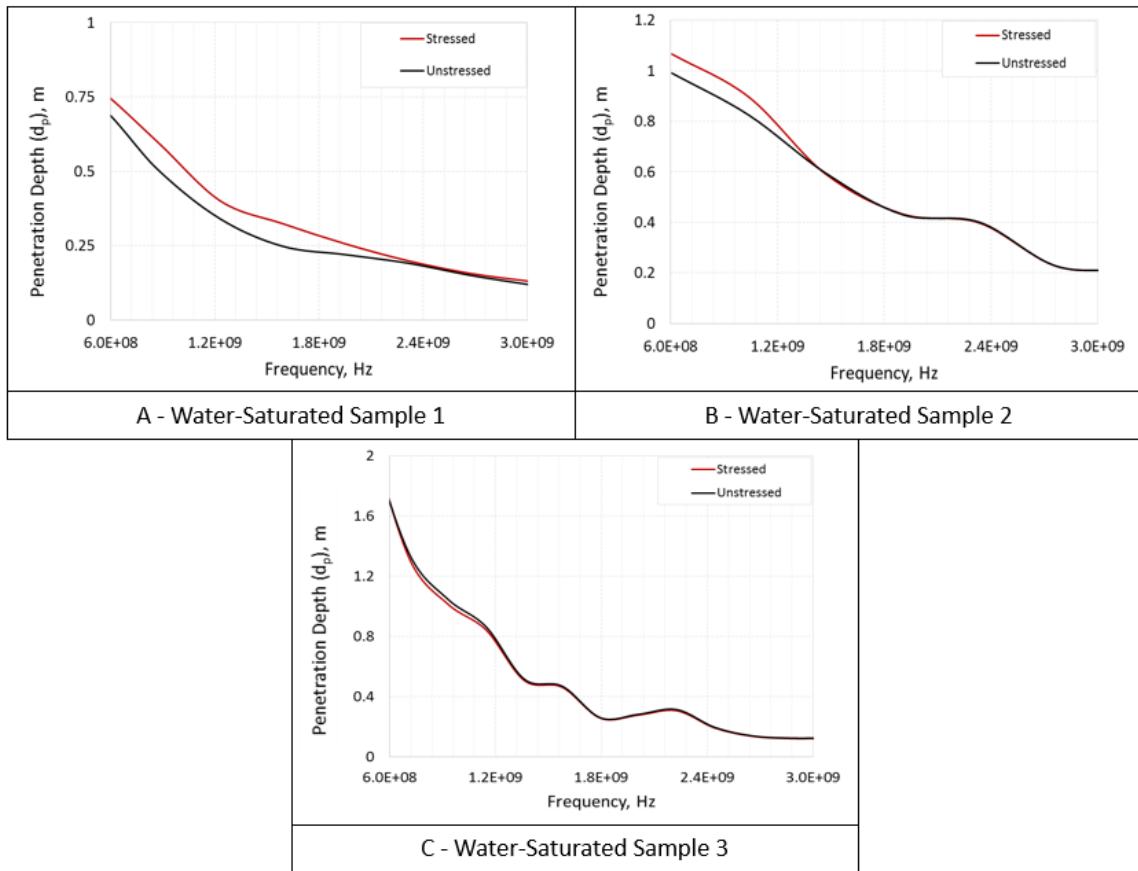 1
0.75
0.5
0.25
0
Penetration Depth (dp), m
Stressed
Unstressed
6.0E+08 1.2E+09 1.8E+09 2.4E+09 3.0E+09
Frequency, Hz
A - Water-Saturated Sample 1
1.2
1
0.8
0.6
0.4
0.2
0
Penetration Depth (dp), m
Stressed
Unstressed
6.0E+08 1.2E+09 1.8E+09 2.4E+09 3.0E+09
Frequency, Hz
B - Water-Saturated Sample 2
2
1.6
1.2
0.8
0.4
0
Penetration Depth (dp), m
Stressed
Unstressed
6.0E+08 1.2E+09 1.8E+09 2.4E+09 3.0E+09
Frequency, Hz
C - Water-Saturated Sample 3